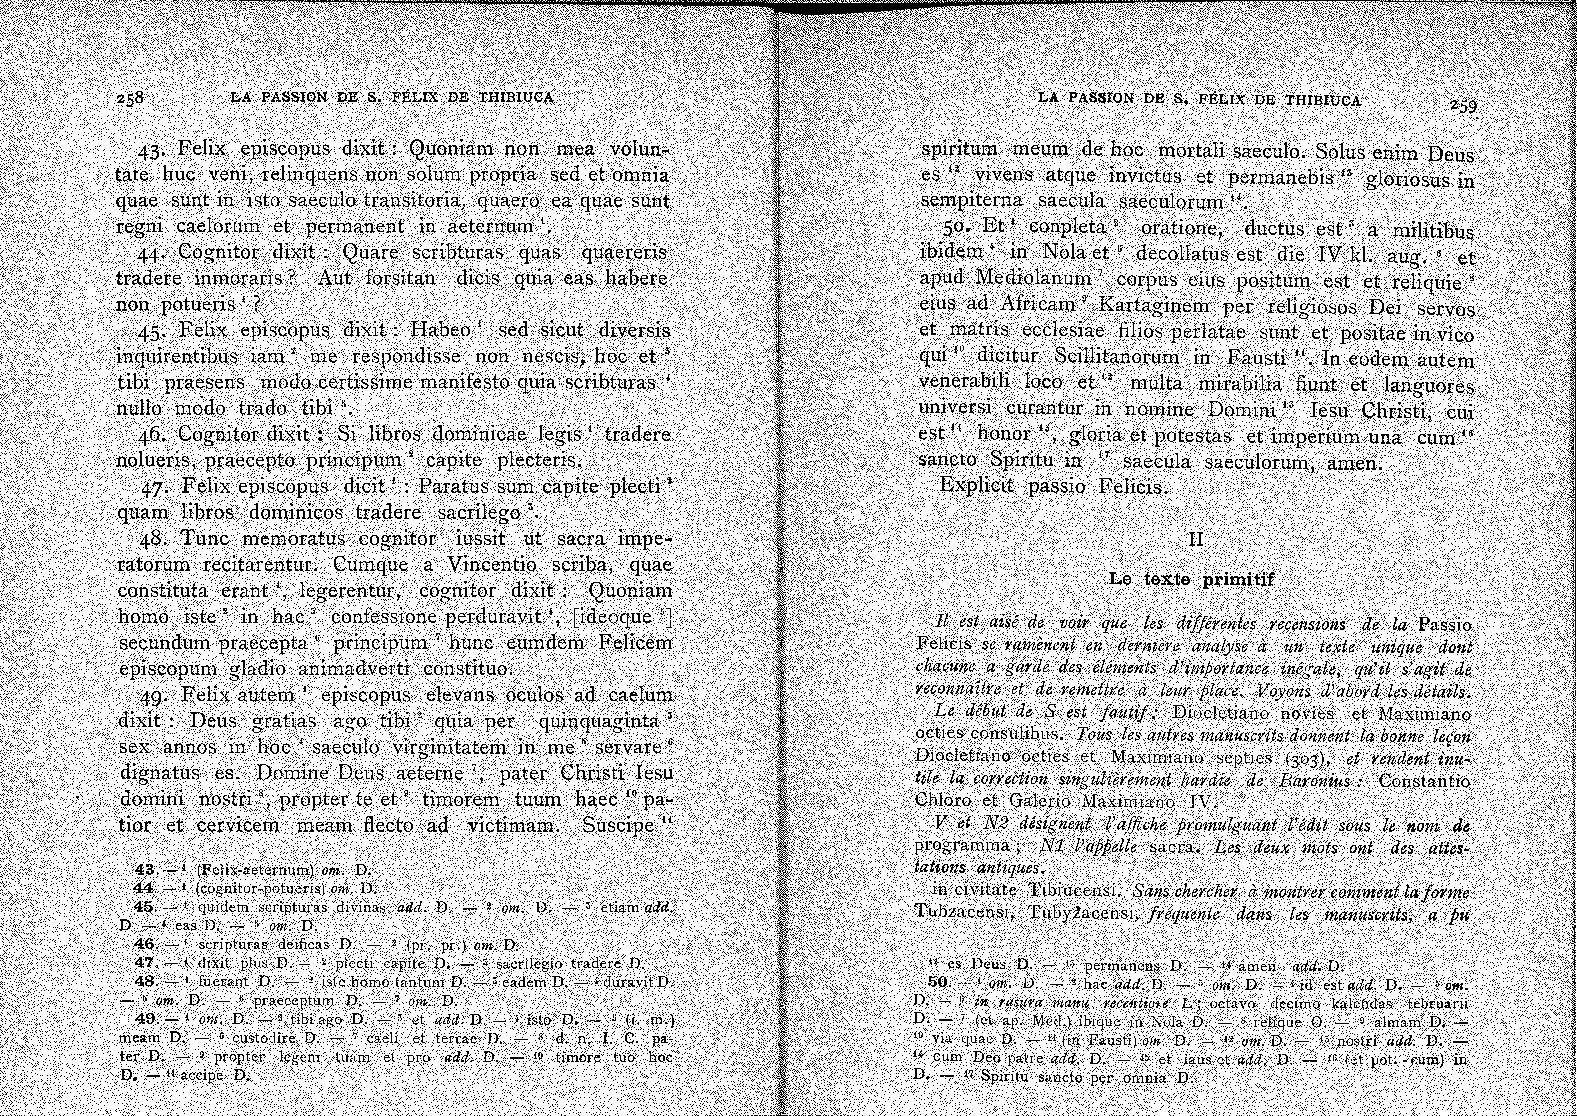 258 LA PASSION DE S. FÉLIX DE THIBIUCA
43. Felix episcopus dixit : Quoniam non mea volun-
tate huc veni, relinquens non solum propria sed et omnia
quae sunt in isto saeculo transitoria, quaero ea quae sunt
regni caelorum et permanent in aeternum ¹.
44. Cognitor dixit : Quare scribturas quas quaereris
tradere inmoraris? Aut forsitan dicis quia eas habere
non potueris ¹ ?
45. Felix episcopus dixit : Habeo ¹ sed sicut diversis
inquirentibus iam ² me respondisse non nescis, hoc et ³
tibi praesens modo certissime manifesto quia scribturas ⁴
nullo modo trado tibi ⁵.
46. Cognitor dixit : Si libros dominicae legis ¹ tradere
nolueris, praecepto principum ² capite plecteris.
47. Felix episcopus dicit ¹ : Paratus sum capite plecti ²
quam libros dominicos tradere sacrilego ³.
48. Tunc memoratus cognitor iussit ut sacra impe-
ratorum recitarentur. Cumque a Vincentio scriba, quae
constituta erant ¹, legerentur, cognitor dixit : Quoniam
homo iste ² in hac ³ confessione perduravit ⁴, [ideoque ⁵]
secundum praecepta ⁶ principum ⁷ hunc eumdem Felicem
episcopum gladio animadverti constituo.
49. Felix autem ¹ episcopus elevans oculos ad caelum
dixit : Deus gratias ago tibi ² quia per quinquaginta ³
sex annos in hoc ⁴ saeculo virginitatem in me ⁵ servare ⁶
dignatus es. Domine Deus aeterne ⁷, pater Christi Iesu
domini nostri ⁸, propter te et ⁹ timorem tuum haec ¹⁰ pa-
tior et cervicem meam flecto ad victimam. Suscipe ¹¹
43. — ¹ (Felix-aeternum) om. D.
44. — ¹ (cognitor-potueris) om. D.
45. — ¹ quidem scripturas divinas add. D. — ² om. D. — ³ etiam add.
D — ⁴ eas D. — ⁵ om. D.
46. — ¹ scripturas deificas D. — ² (pr. pr.) om. D.
47. — ¹ dixit plus D. — ² plecti capite D. — ³ sacrilegio tradere D.
48. — ¹ fuerant D. — ² iste homo tantum D. — ³ eadem D. — ⁴ duravit D.
— ⁵ om. D. — ⁶ praeceptum D. — ⁷ om. D.
49. — ¹ om. D. — ² tibi ago D. — ³ et add. D — ⁴ isto D. — ⁵ (i. m.)
meam D. — ⁶ custodire D. — ⁷ caeli et terrae D. — ⁸ d. n. I. C. pa-
ter D. — ⁹ propter legem tuam et pro add. D. — ¹⁰ timore tuo hoc
D. — ¹¹ accipe D.
LA PASSION DE S. FÉLIX DE THIBIUCA 259
spiritum meum de hoc mortali saeculo. Solus enim Deus
es ¹² vivens atque invictus et permanebis ¹³ gloriosus in
sempiterna saecula saeculorum ¹⁴.
50. Et ¹ conpleta ² oratione, ductus est ³ a militibus
ibidem ⁴ in Nola et ⁵ decollatus est die IV kl. aug. ⁶ et
apud Mediolanum ⁷ corpus eius positum est et reliquie ⁸
eius ad Africam ⁹ Kartaginem per religiosos Dei servos
et matris ecclesiae filios perlatae sunt et positae in vico
qui ¹⁰ dicitur Scillitanorum in Fausti ¹¹. In eodem autem
venerabili loco et ¹² multa mirabilia fiunt et languores
universi curantur in nomine Domini ¹³ Iesu Christi, cui
est ¹⁴ honor ¹⁵, gloria et potestas et imperium una cum ¹⁶
sancto Spiritu in ¹⁷ saecula saeculorum, amen.
Explicit passio Felicis.
II
Le texte primitif
Il est aisé de voir que les différentes recensions de la Passio
Felicis se ramènent en dernière analyse à un texte unique dont
chacune a gardé des éléments d'importance inégale, qu'il s'agit de
reconnaître et de remettre à leur place. Voyons d'abord les détails.
Le début de S est fautif : Diocletiano novies et Maximiano
octies consulibus. Tous les autres manuscrits donnent la bonne leçon
Diocletiano octies et Maximiano septies (303), et rendent inu-
tile la correction singulièrement hardie de Baronius : Constantio
Chloro et Galerio Maximiano IV.
V et N2 désignent l'affiche promulguant l'édit sous le nom de
programma ; N1 l'appelle sacra. Les deux mots ont des attes-
tations antiques.
in civitate Tibiucensi. Sans chercher à montrer comment la forme
Tubzacensi, Tubyzacensi, fréquente dans les manuscrits, a pu
¹² es Deus D. — ¹³ permanens D. — ¹⁴ amen add. D.
50. — ¹ om. D. — ² hac add. D. — ³ om. D. — ⁴ id est add. D. — ⁵ om.
D. — ⁶ in rasura manu recentiore L ; octavo decimo kalendas februarii
D. — ⁷ (et ap. Med.) ibique in Nola D. — ⁸ relique O. — ⁹ almam D. —
¹⁰ via quae D. — ¹¹ (in Fausti) om. D. — ¹² om. D. — ¹³ nostri add. D. —
¹⁴ cum Deo patre add. D. — ¹⁵ et laus et add. D. — ¹⁶ (et pot. - cum) in
D. — ¹⁷ Spiritu sancto per omnia D.